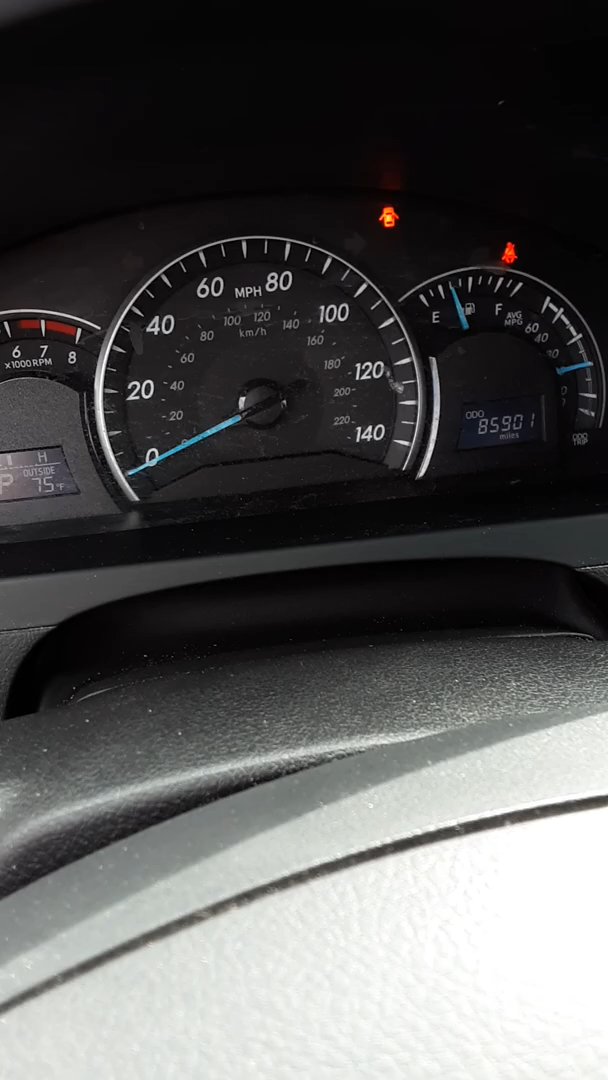 6 7 8
x1000RPM
H
OUTSIDE
P 75°F
MPH
0 20 40 60 80 100 120 140
km/h
20 40 60 80 100 120 140 160 180 200 220
E F
AVG
MPG
60
40
ODO
85901
miles
ODO
TRIP